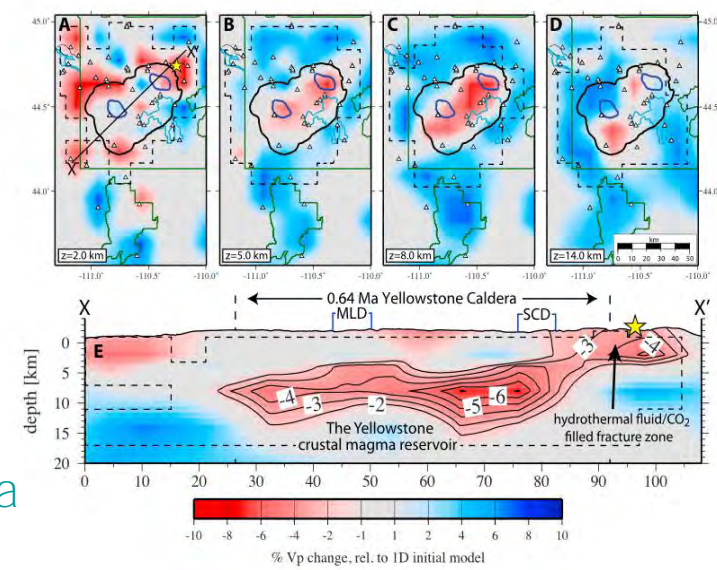 A B C D
45.0°
44.5°
44.0°
X'
X
45.0°
44.5°
44.0°
z=2.0 km z=5.0 km z=8.0 km z=14.0 km
km
0 10 20 30 40 50
-111.0° -110.5° -110.0°
-111.0° -110.5° -110.0°
-111.0° -110.5° -110.0°
-111.0° -110.5° -110.0°
X 0.64 Ma Yellowstone Caldera X'
MLD SCD
E
depth [km]
0
5
10
15
20
-4 -3 -2 -5 -6 -3 -4
The Yellowstone
crustal magma reservoir
hydrothermal fluid/CO2
filled fracture zone
0 10 20 30 40 50 60 70 80 90 100
a
-10 -8 -6 -4 -2 -1 1 2 4 6 8 10
% Vp change, rel. to 1D initial model